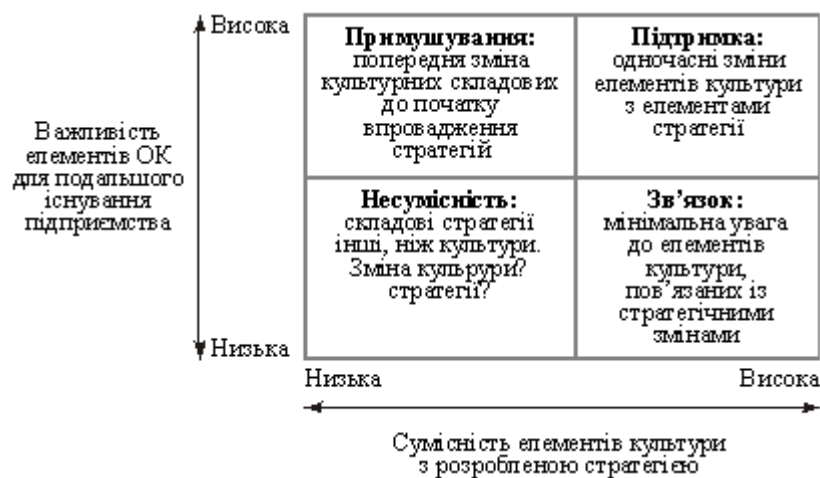 Висока
Примушування:
попередня зміна
культурних складових
до початку
впровадження
стратегій
Підтримка:
одночасні зміни
елементів культури
з елементами
стратегії
Важливість
елементів ОК
для подальшого
існування
підприємства
Несумісність:
складові стратегії
інші, ніж культури.
Зміна кульрури?
стратегії?
Зв’язок:
мінімальна увага
до елементів
культури,
пов’язаних із
стратегічними
змінами
Низька
Низька
Висока
Сумісність елементів культури
з розробленою стратегією